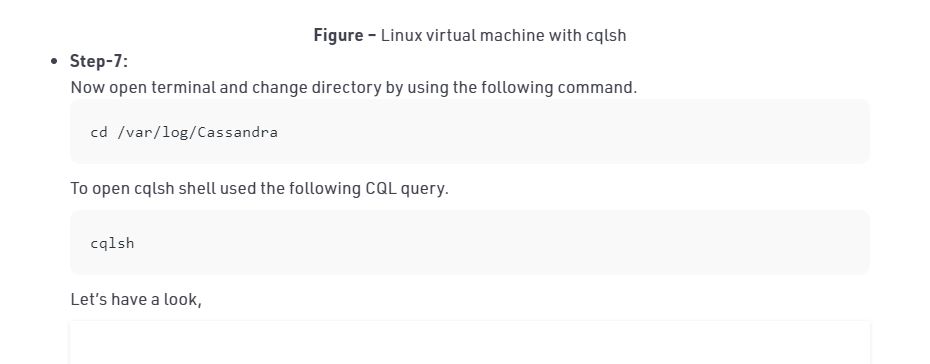 Figure – Linux virtual machine with cqlsh
• Step-7:
Now open terminal and change directory by using the following command.
cd /var/log/Cassandra
To open cqlsh shell used the following CQL query.
cqlsh
Let’s have a look,